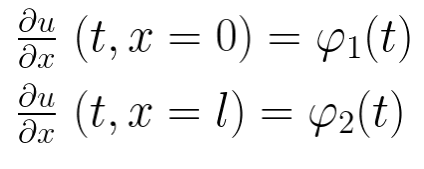 ∂u/∂x (t, x = 0) = φ₁(t)
∂u/∂x (t, x = l) = φ₂(t)